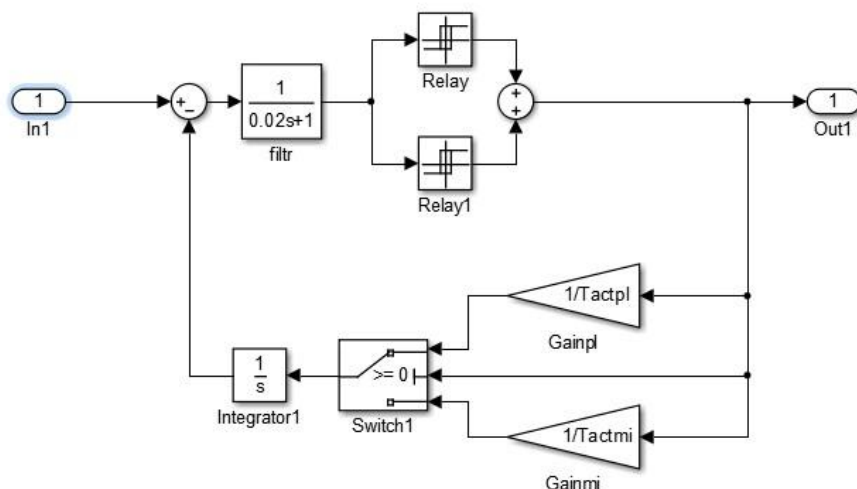 Relay
1
In1
+
−
1
0.02s+1
filtr
+
+
1
Out1
Relay1
1/Tactpl
Gainpl
1
s
Integrator1
>= 0
Switch1
1/Tactmi
Gainmi